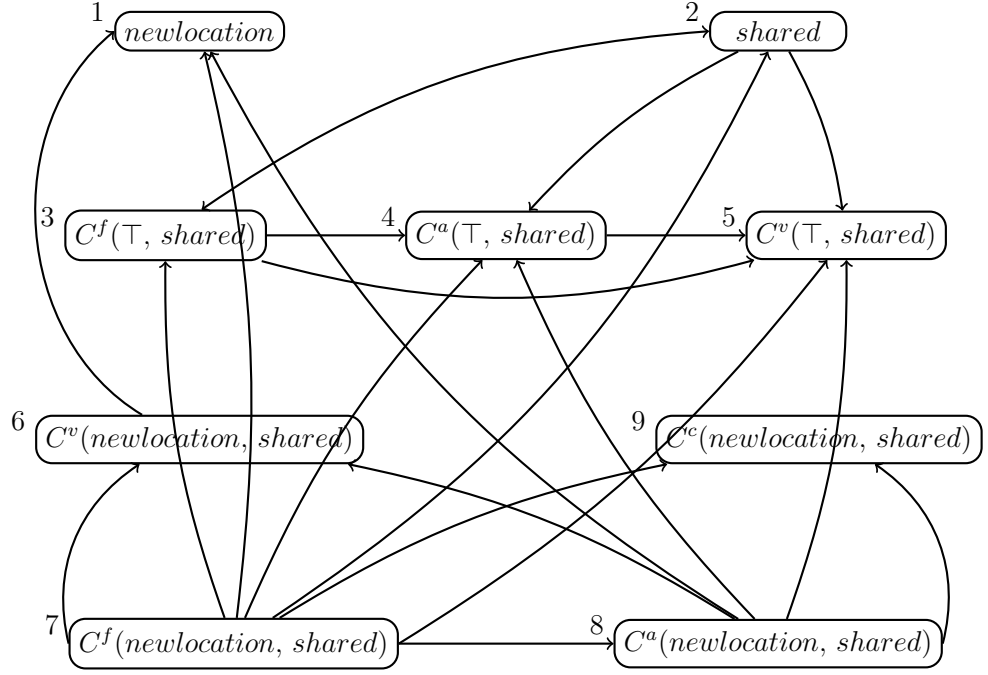 1 newlocation
2 shared
3 C^f(⊤, shared)
4 C^a(⊤, shared)
5 C^v(⊤, shared)
6 C^v(newlocation, shared)
9 C^c(newlocation, shared)
7 C^f(newlocation, shared)
8 C^a(newlocation, shared)